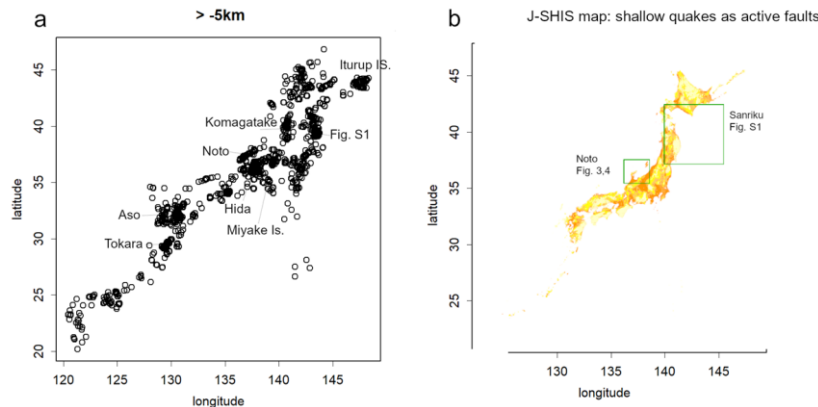 a
> -5km
latitude
45
40
35
30
25
20
Iturup IS.
Komagatake
Fig. S1
Noto
Aso
Hida
Miyake Is.
Tokara
120
125
130
135
140
145
longitude
b
J-SHIS map: shallow quakes as active faults
latitude
45
40
35
30
25
Sanriku
Fig. S1
Noto
Fig. 3,4
130
135
140
145
longitude